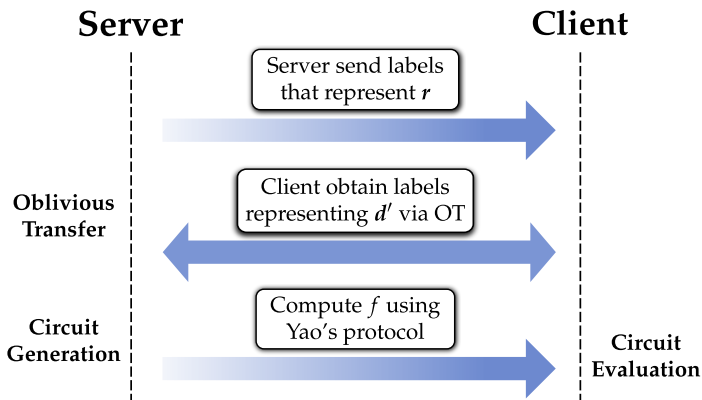 Server
Client
Server send labels
that represent r
Oblivious
Transfer
Client obtain labels
representing d′ via OT
Circuit
Generation
Compute f using
Yao's protocol
Circuit
Evaluation